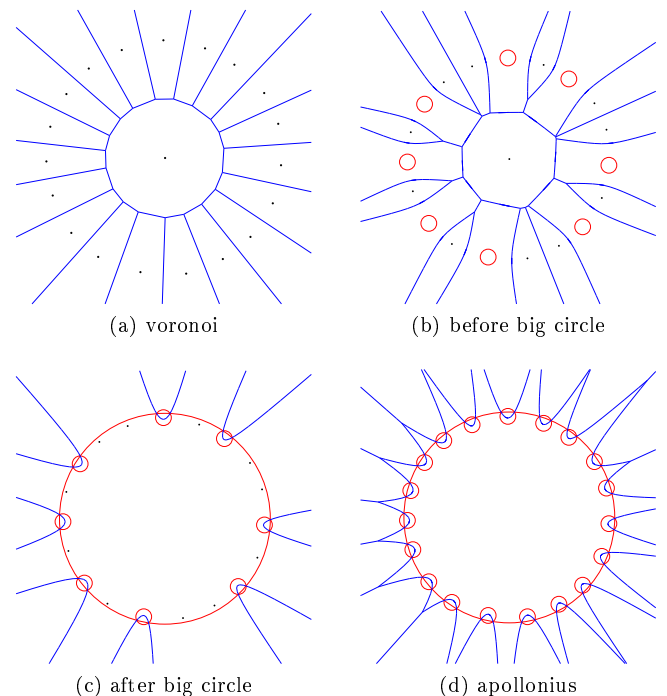 (a) voronoi
(b) before big circle
(c) after big circle
(d) apollonius